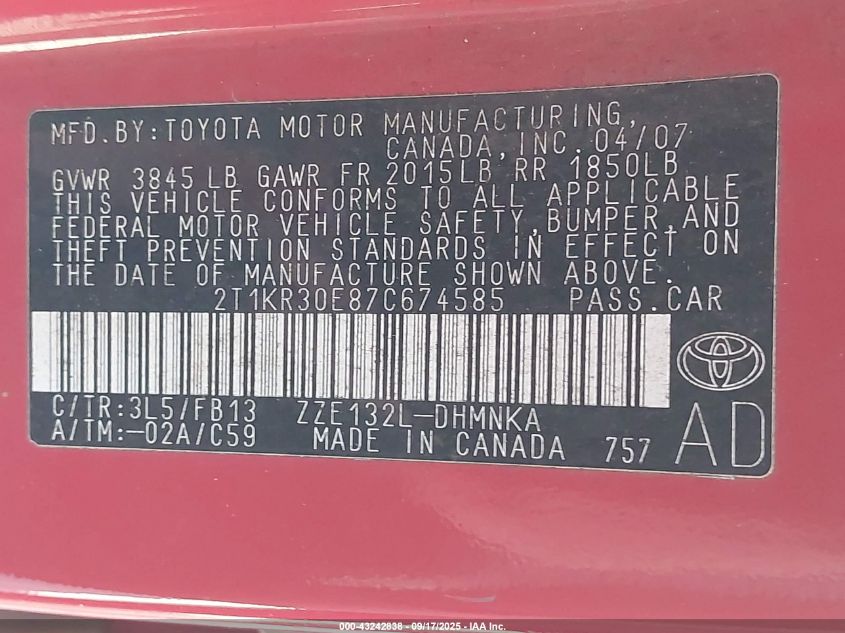 MFD.BY:TOYOTA MOTOR MANUFACTURING,
CANADA,INC.04/07
GVWR 3845LB GAWR FR 2015LB RR 1850LB
THIS VEHICLE CONFORMS TO ALL APPLICABLE
FEDERAL MOTOR VEHICLE SAFETY,BUMPER,AND
THEFT PREVENTION STANDARDS IN EFFECT ON
THE DATE OF MANUFACTURE SHOWN ABOVE.
2T1KR30E87C674585 PASS.CAR
C/TR:3L5/FB13 ZZE132L-DHMNKA
A/TM:-02A/C59 MADE IN CANADA 757 AD
000-43242838 - 09/17/2025 - IAA Inc.